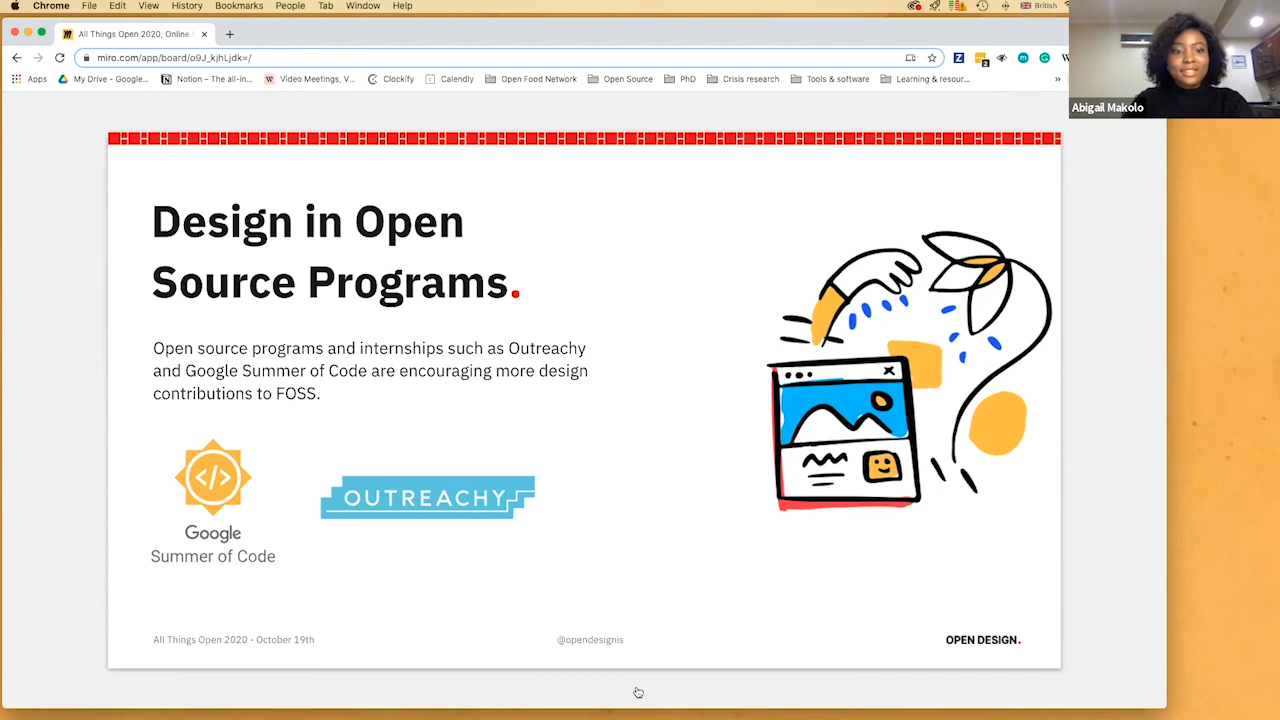 Chrome File Edit View History Bookmarks People Tab Window Help British
All Things Open 2020, Online
miro.com/app/board/o9J_kjhLjdk=/
Apps My Drive – Google... Notion – The all-in... Video Meetings, V... Clockify Calendly Open Food Network Open Source PhD Crisis research Tools & software Learning & resour... »
Abigail Makolo
Design in Open
Source Programs.
Open source programs and internships such as Outreachy
and Google Summer of Code are encouraging more design
contributions to FOSS.
</>
OUTREACHY
Google
Summer of Code
All Things Open 2020 - October 19th
@opendesignis
OPEN DESIGN.